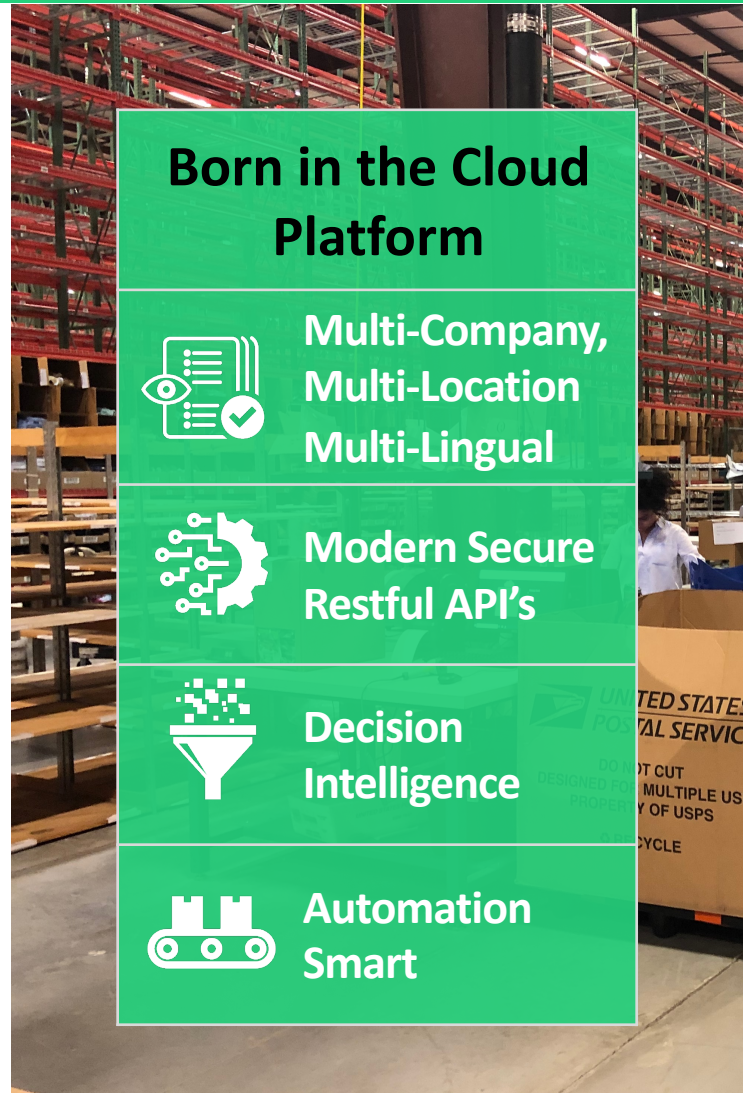 Born in the Cloud
Platform
Multi-Company,
Multi-Location
Multi-Lingual
Modern Secure
Restful API’s
Decision
Intelligence
Automation
Smart
UNITED STATES
POSTAL SERVIC
DO NOT CUT
DESIGNED FOR MULTIPLE US
PROPERTY OF USPS
RECYCLE